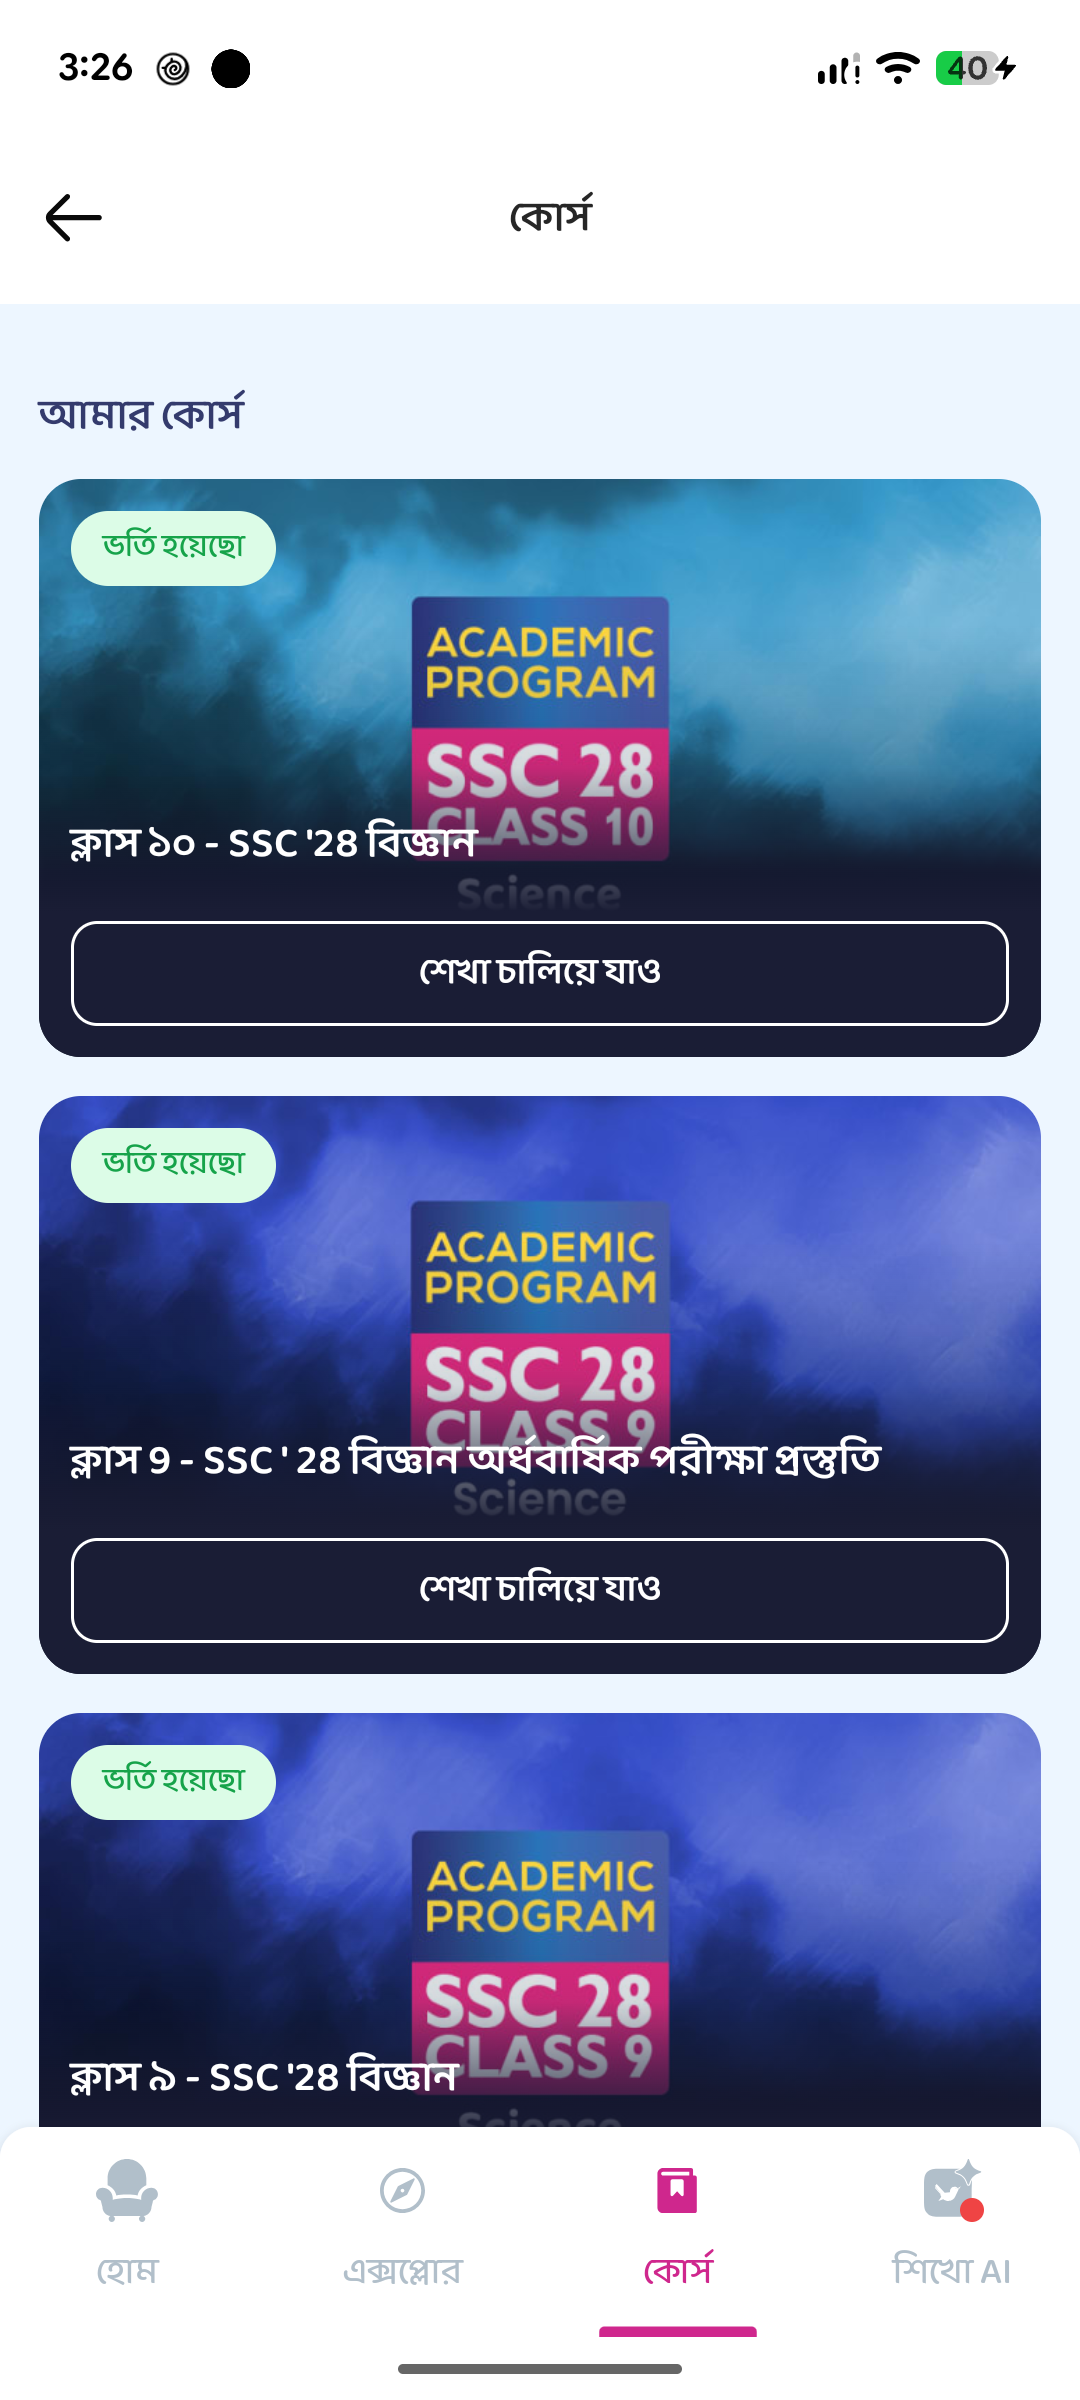 3:26
40
কোর্স
আমার কোর্স
ভর্তি হয়েছো
ACADEMIC
PROGRAM
SSC 28
CLASS 10
ক্লাস ১০ - SSC '28 বিজ্ঞান
Science
শেখা চালিয়ে যাও
ভর্তি হয়েছো
ACADEMIC
PROGRAM
SSC 28
CLASS 9
ক্লাস 9 - SSC ' 28 বিজ্ঞান অর্ধবার্ষিক পরীক্ষা প্রস্তুতি
Science
শেখা চালিয়ে যাও
ভর্তি হয়েছো
ACADEMIC
PROGRAM
SSC 28
CLASS 9
ক্লাস ৯ - SSC '28 বিজ্ঞান
Science
হোম
এক্সপ্লোর
কোর্স
শিখো AI